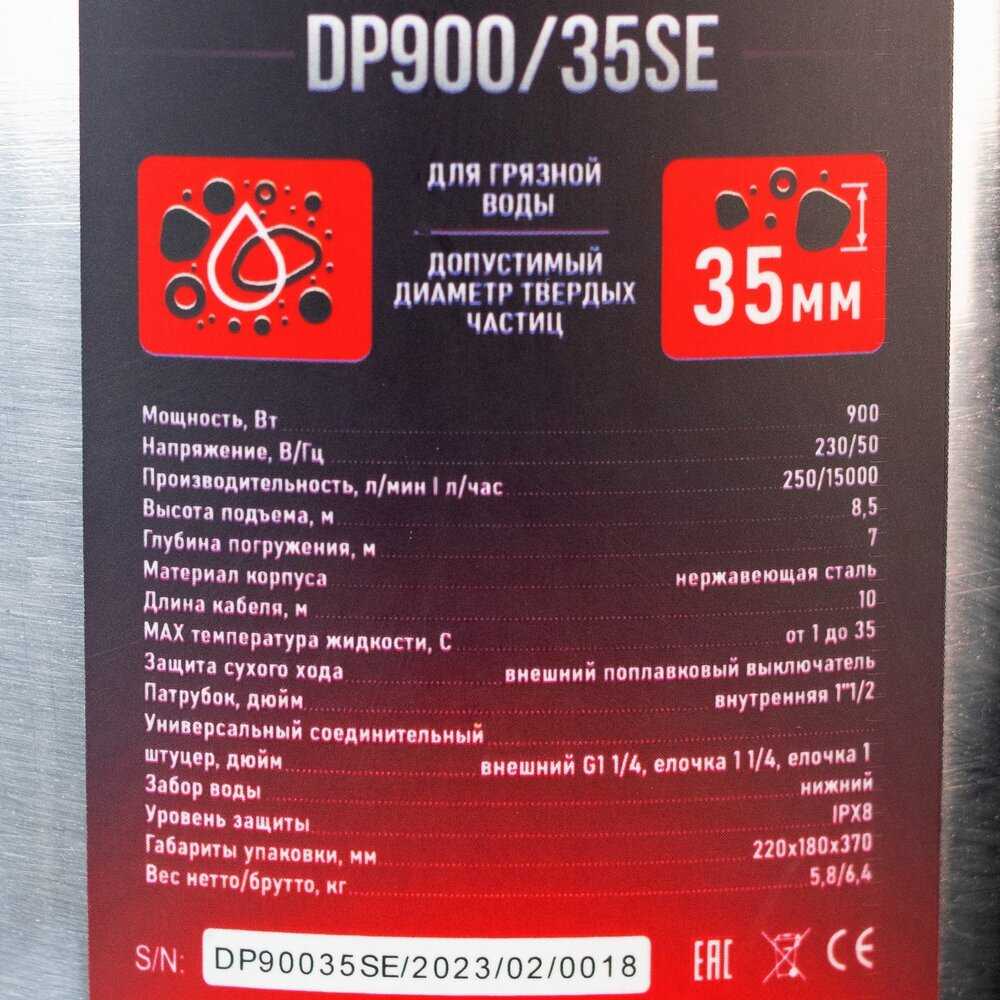 DP900/35SE
ДЛЯ ГРЯЗНОЙ
ВОДЫ
ДОПУСТИМЫЙ
ДИАМЕТР ТВЕРДЫХ
ЧАСТИЦ
35мм
Мощность, Вт 900
Напряжение, В/Гц 230/50
Производительность, л/мин | л/час 250/15000
Высота подъема, м 8,5
Глубина погружения, м 7
Материал корпуса нержавеющая сталь
Длина кабеля, м 10
МАХ температура жидкости, С от 1 до 35
Защита сухого хода внешний поплавковый выключатель
Патрубок, дюйм внутренняя 1"1/2
Универсальный соединительный
штуцер, дюйм внешний G1 1/4, елочка 1 1/4, елочка 1
Забор воды нижний
Уровень защиты IPX8
Габариты упаковки, мм 220х180х370
Вес нетто/брутто, кг 5,8/6,4
S/N: DP90035SE/2023/02/0018 EAC CE